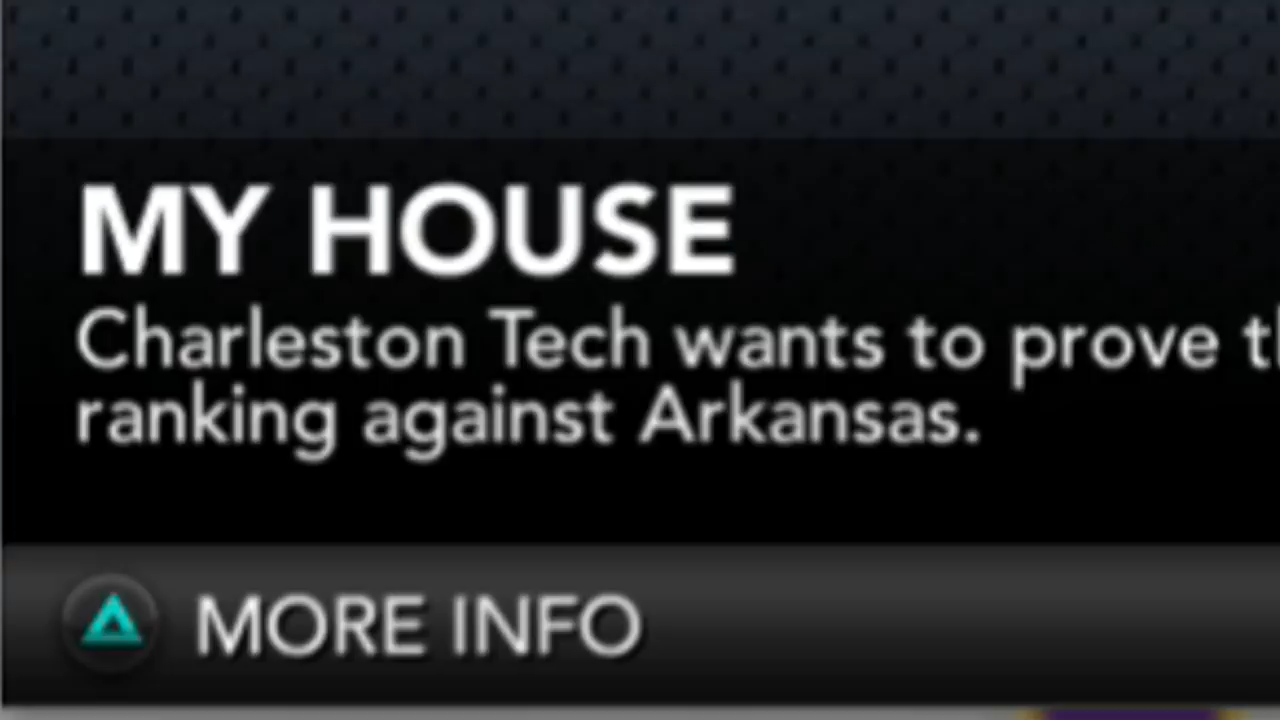 MY HOUSE
Charleston Tech wants to prove
ranking against Arkansas.
MORE INFO